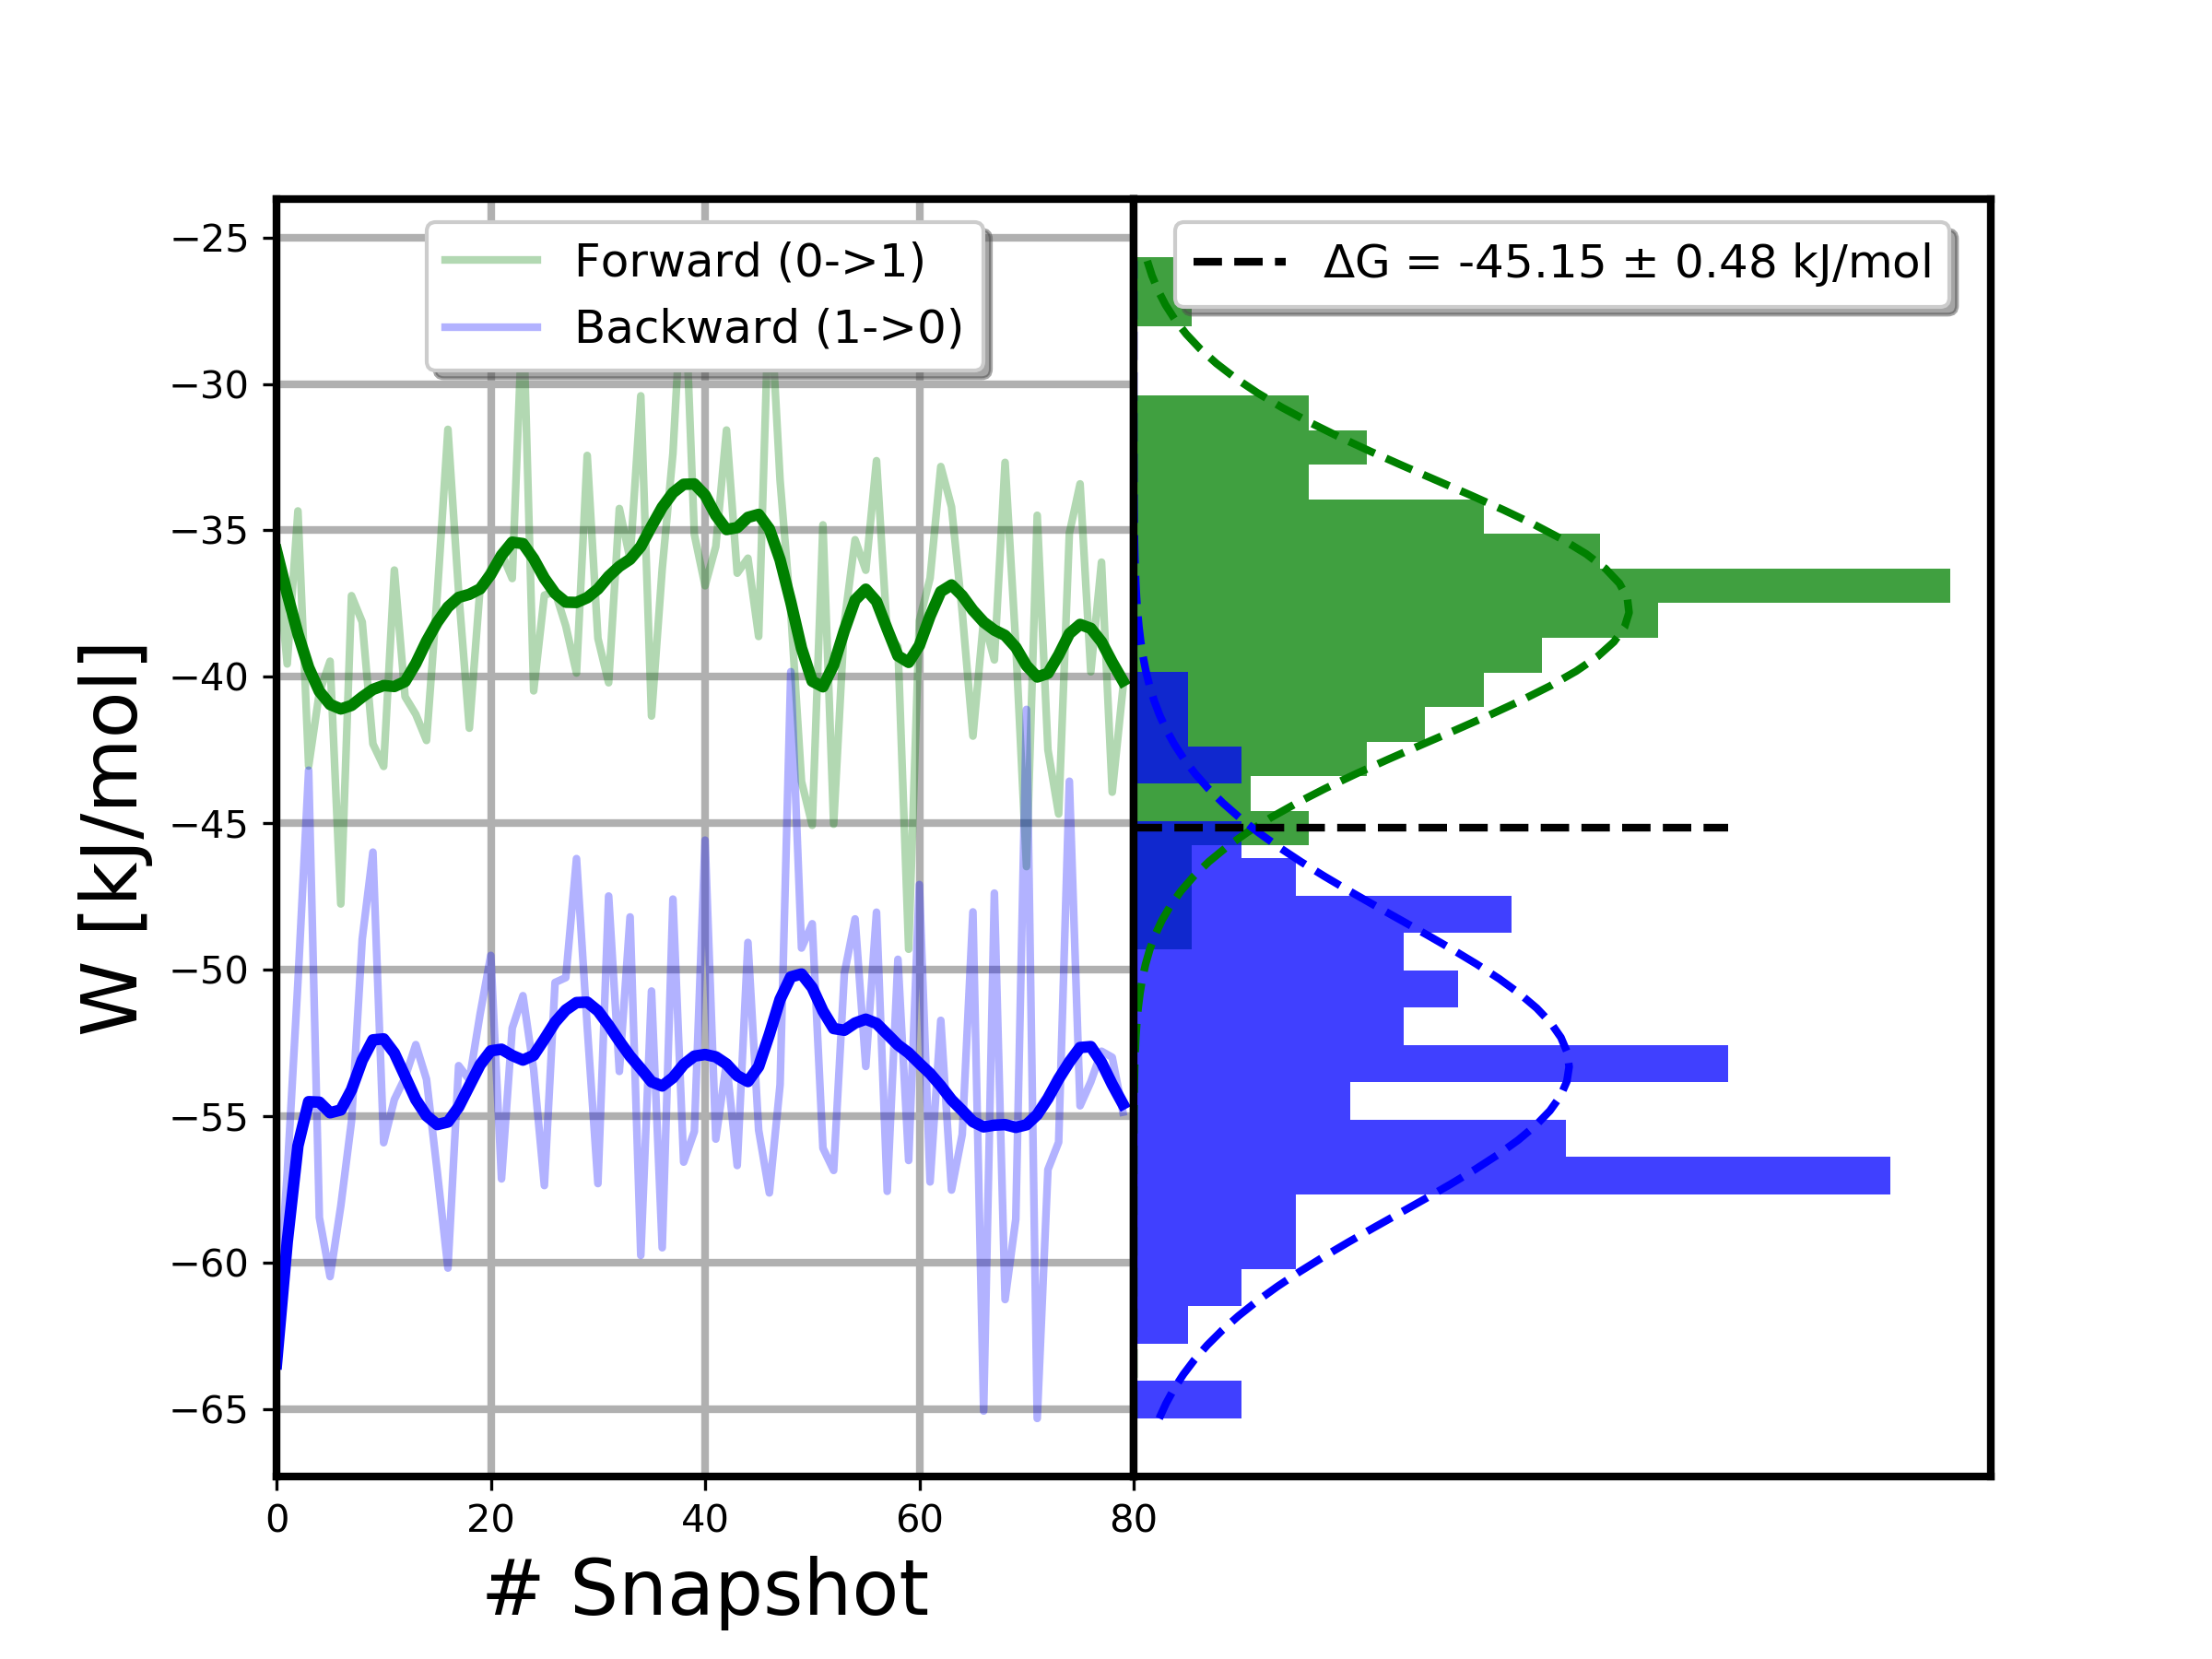 W [kJ/mol]
−25
−30
−35
−40
−45
−50
−55
−60
−65
Forward (0->1)
Backward (1->0)
ΔG = -45.15 ± 0.48 kJ/mol
0 20 40 60 80
# Snapshot